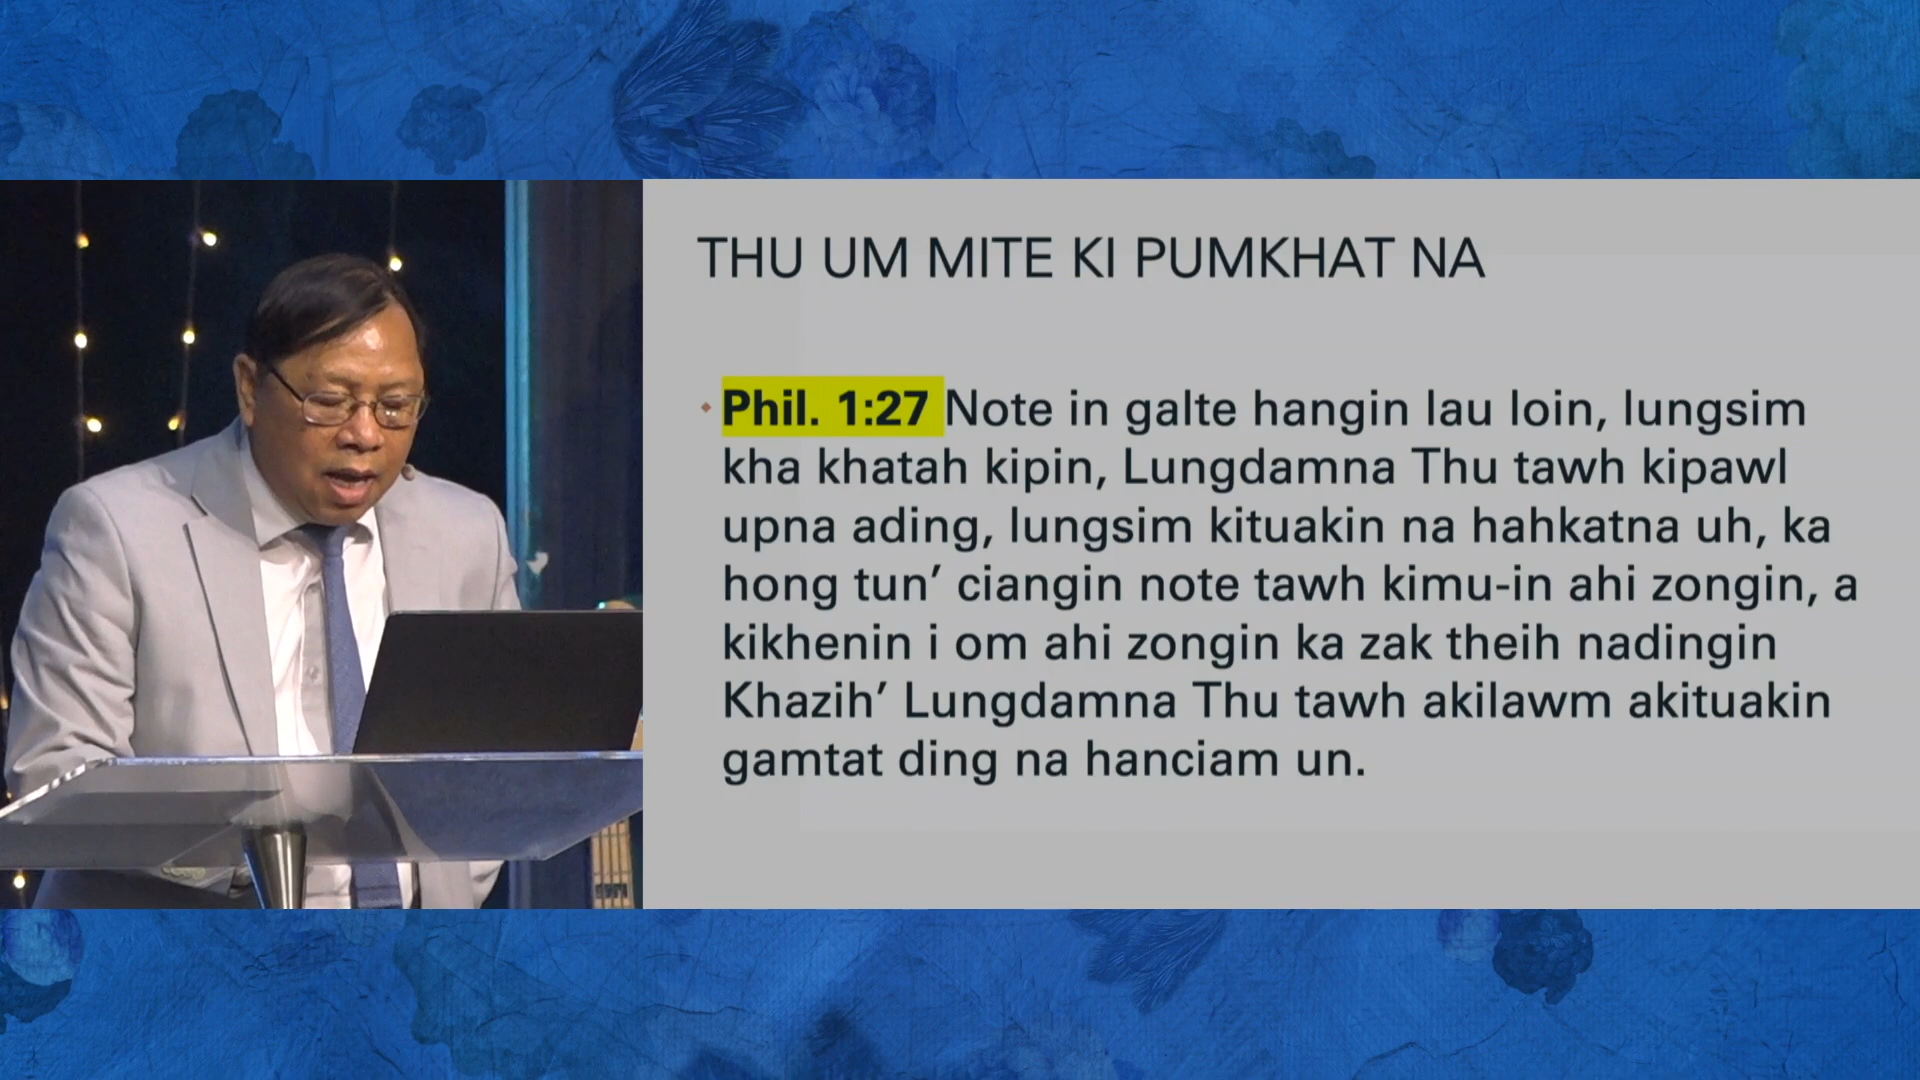 THU UM MITE KI PUMKHAT NA
Phil. 1:27 Note in galte hangin lau loin, lungsim
kha khatah kipin, Lungdamna Thu tawh kipawl
upna ading, lungsim kituakin na hahkatna uh, ka
hong tun’ ciangin note tawh kimu-in ahi zongin, a
kikhenin i om ahi zongin ka zak theih nadingin
Khazih’ Lungdamna Thu tawh akilawm akituakin
gamtat ding na hanciam un.